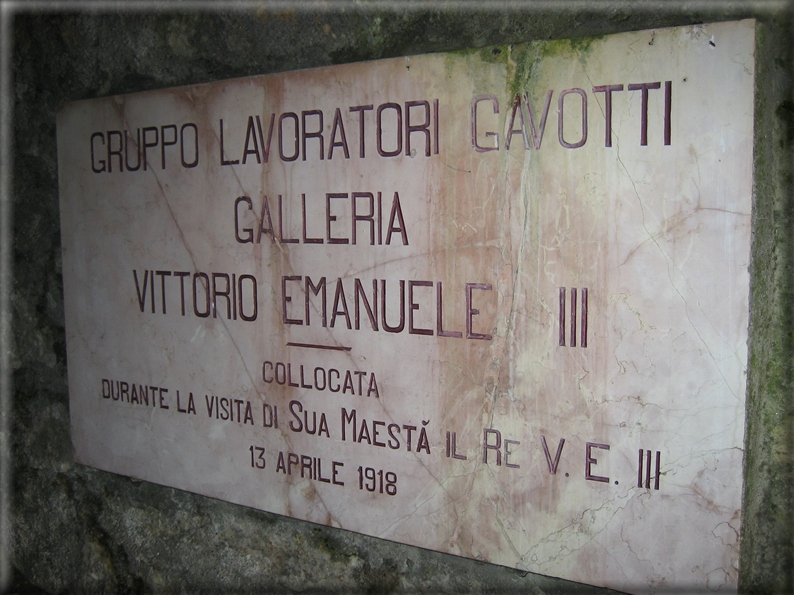 GRUPPO LAVORATORI GAVOTTI
GALLERIA
VITTORIO EMANUELE III
COLLOCATA
DURANTE LA VISITA DI SUA MAESTÀ IL RE V. E. III
13 APRILE 1918